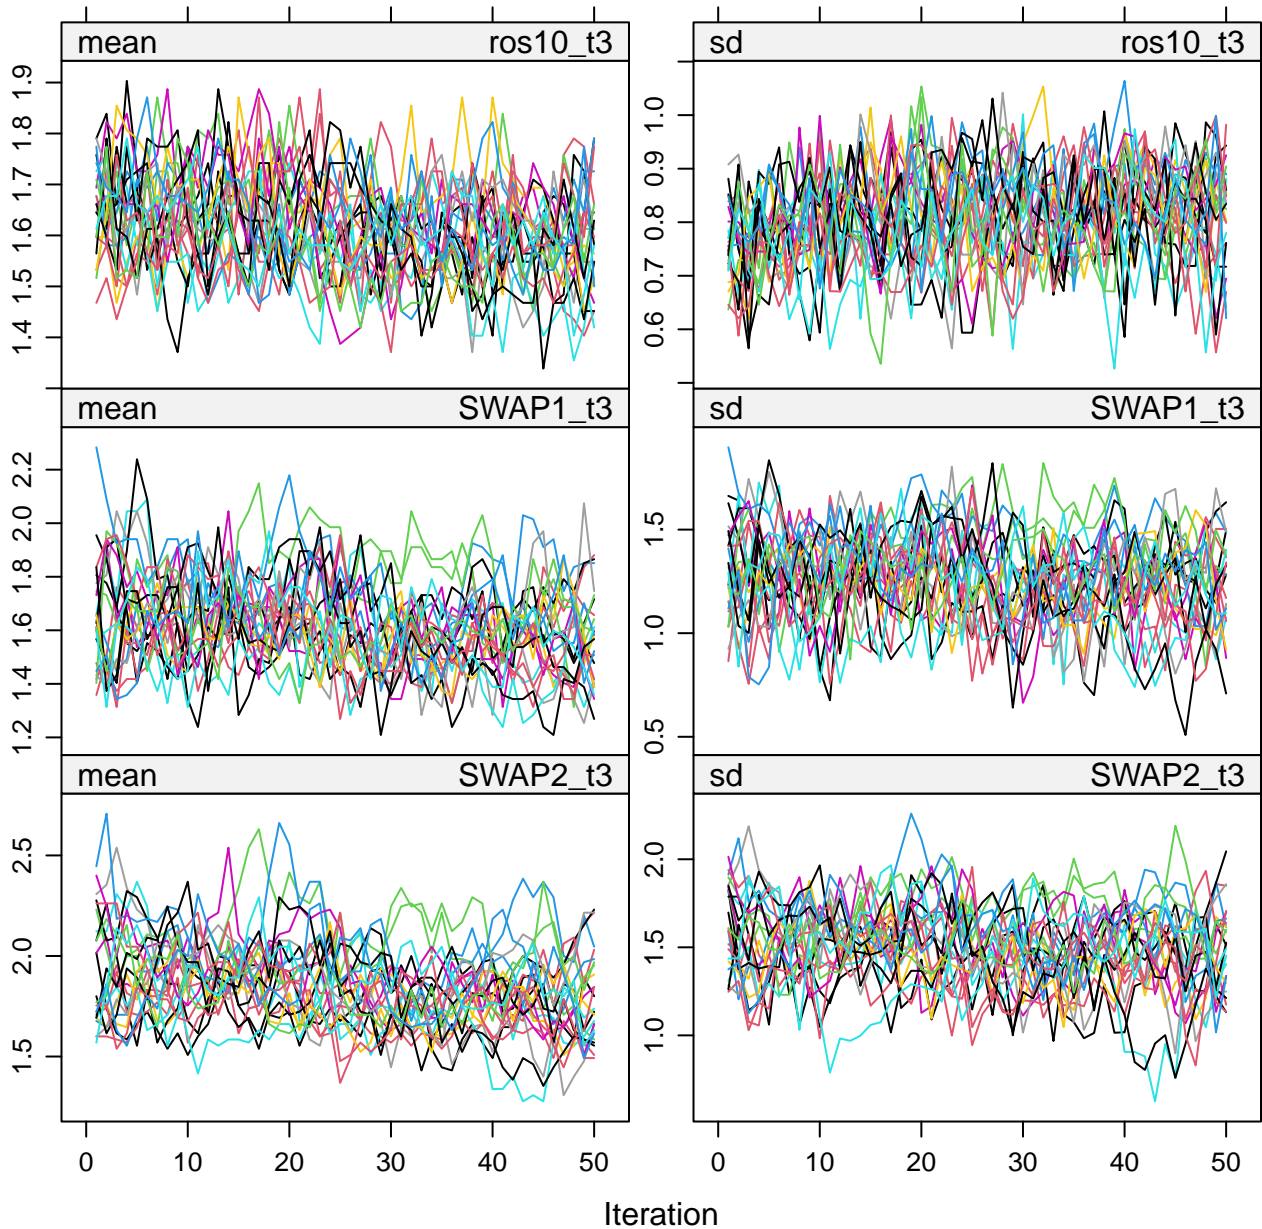 mean ros10_t3 sd ros10_t3
1.4 1.5 1.6 1.7 1.8 1.9
0.6 0.7 0.8 0.9 1.0
mean SWAP1_t3 sd SWAP1_t3
1.2 1.4 1.6 1.8 2.0 2.2
0.5 1.0 1.5
mean SWAP2_t3 sd SWAP2_t3
1.5 2.0 2.5
1.0 1.5 2.0
0 10 20 30 40 50 0 10 20 30 40 50
Iteration